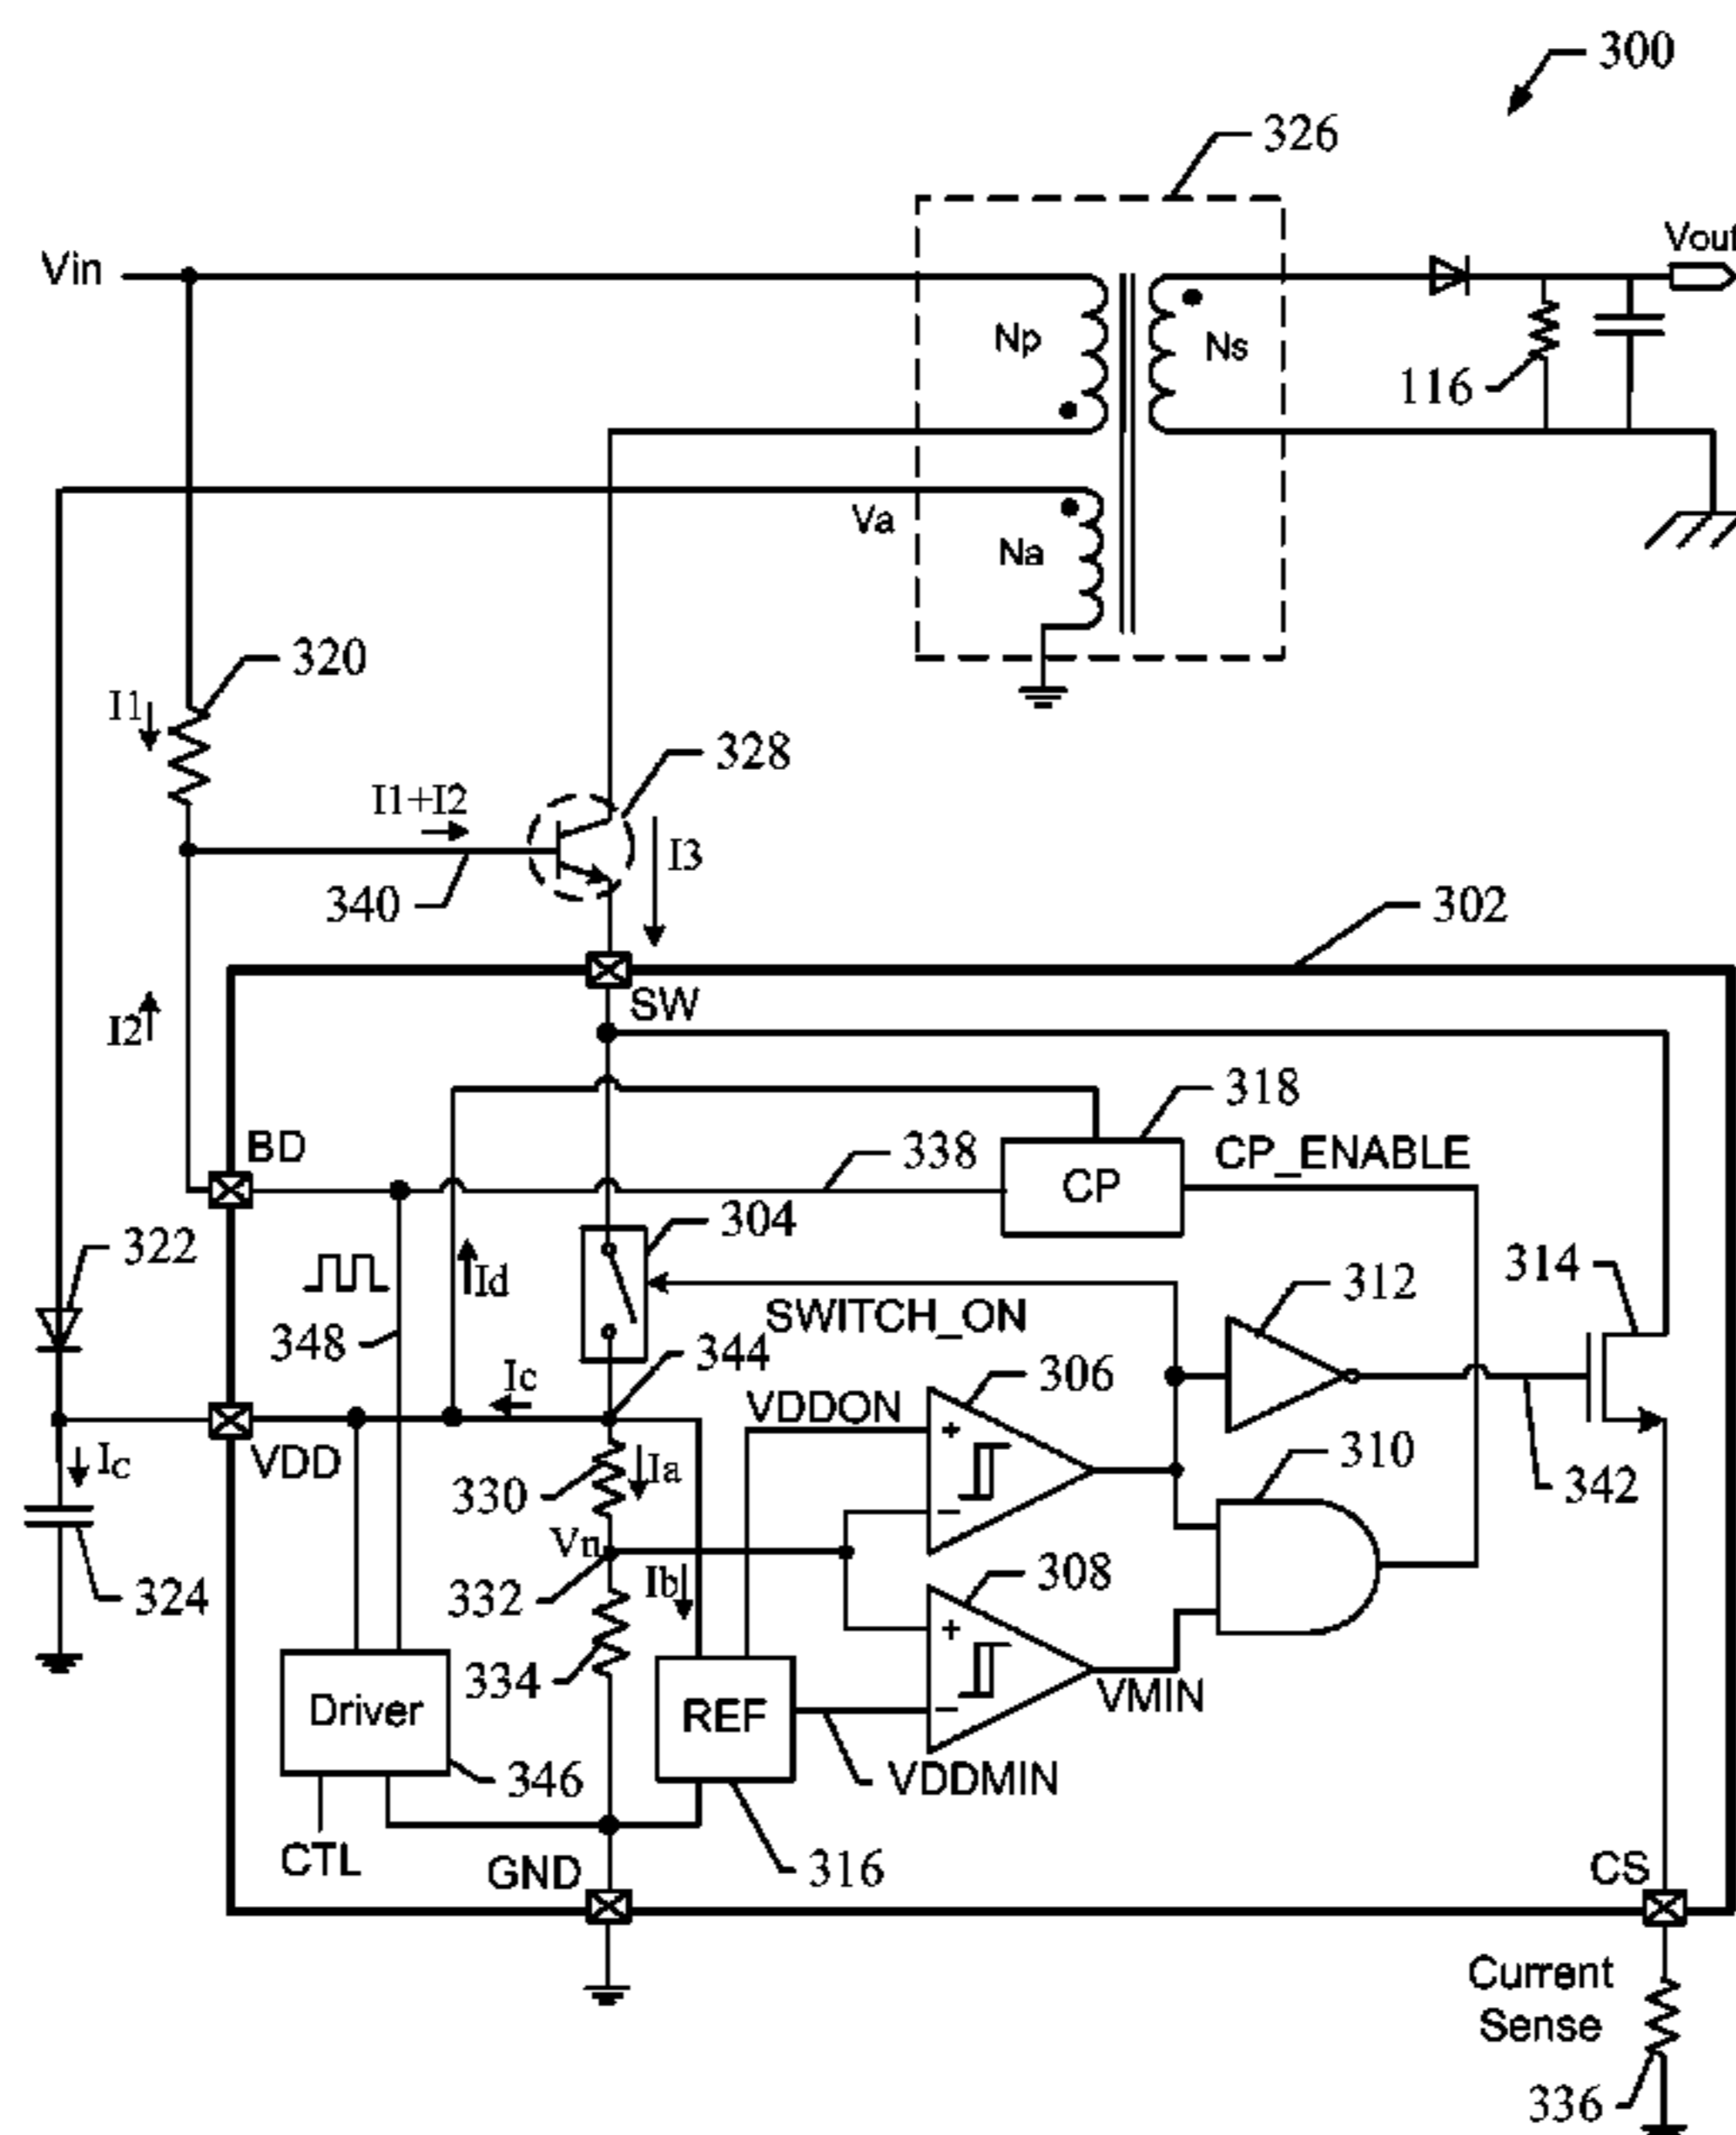 300
326
Vin
Vout
Np
Ns
116
Va
Na
320
I1
328
I1+I2
I3
340
302
SW
I2
318
BD
338
CP
CP_ENABLE
304
322
Id
314
312
SWITCH_ON
348
344
Ic
306
VDDON
+
VDD
Ic
330
Ia
310
342
−
Vn
308
324
332
Ib
+
334
Driver
REF
VMIN
−
346
VDDMIN
CTL
GND
316
CS
Current
Sense
336